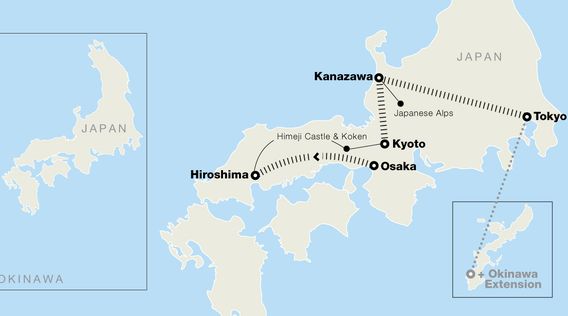 JAPAN
OKINAWA
JAPAN
Kanazawa
Japanese Alps
Tokyo
Himeji Castle & Koken
Kyoto
Hiroshima
Osaka
+ Okinawa
Extension